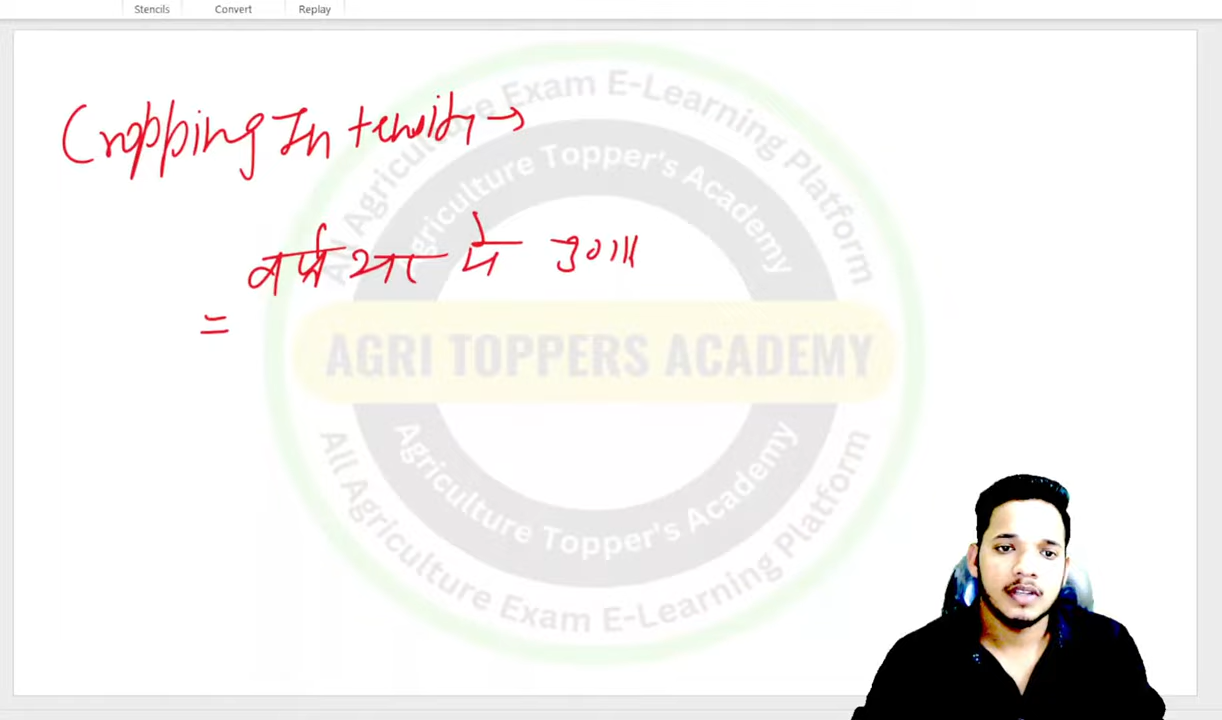 Stencils Convert Replay
Cropping Intensity →
वर्ष भर में
=
AGRI TOPPERS ACADEMY
All Agriculture Exam E-Learning Platform
Agriculture Topper's Academy
Agriculture Topper's Academy
All Agriculture Exam E-Learning Platform